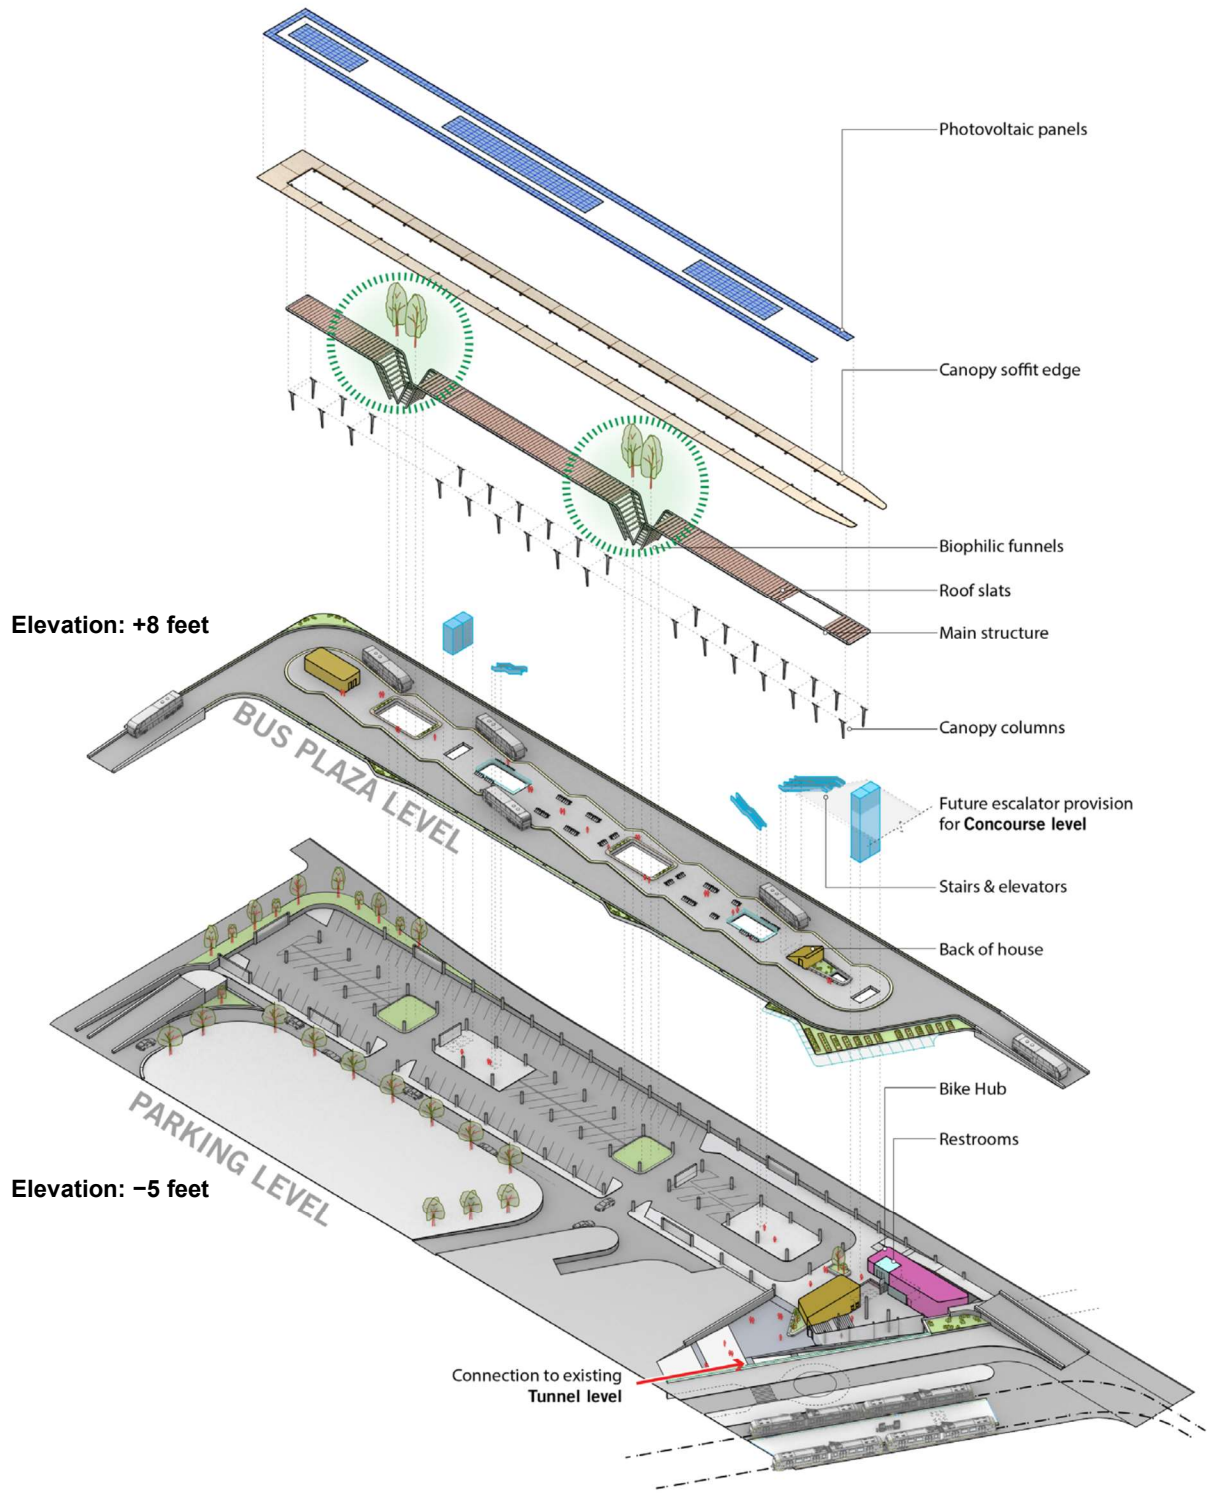 Photovoltaic panels
Canopy soffit edge
Biophilic funnels
Roof slats
Elevation: +8 feet
Main structure
BUS PLAZA LEVEL
Canopy columns
Future escalator provision
for Concourse level
Stairs & elevators
Back of house
Bike Hub
Restrooms
PARKING LEVEL
Elevation: −5 feet
Connection to existing
Tunnel level